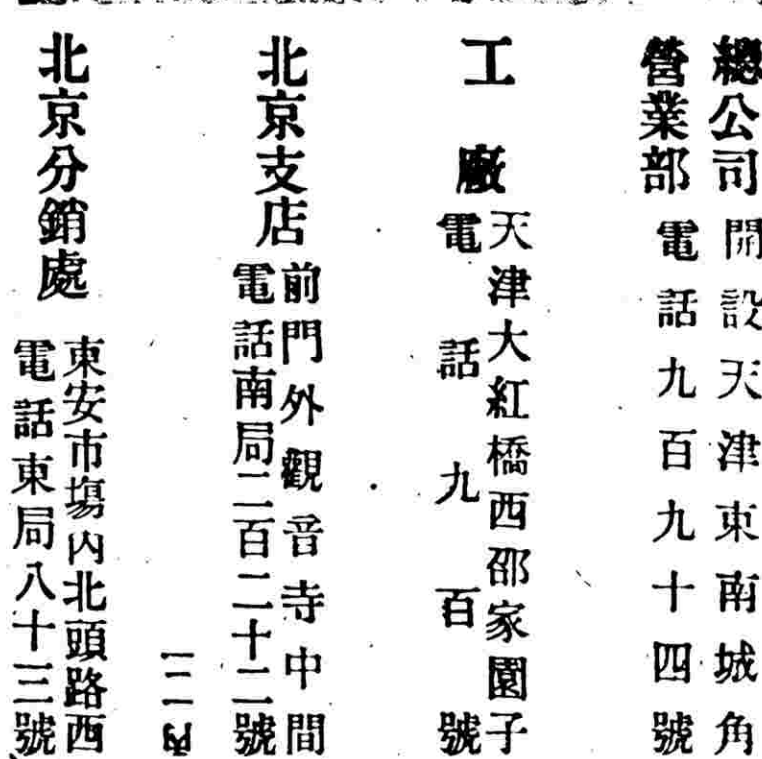 總公司 開設天津東南城角
營業部 電話九百九十四號
工廠 天津大紅橋西邵家園子
電話九百號
北京支店 前門外觀音寺中間
電話南局二百二十二號
一二內
北京分銷處 東安市塲內北頭路西
電話東局八十三號